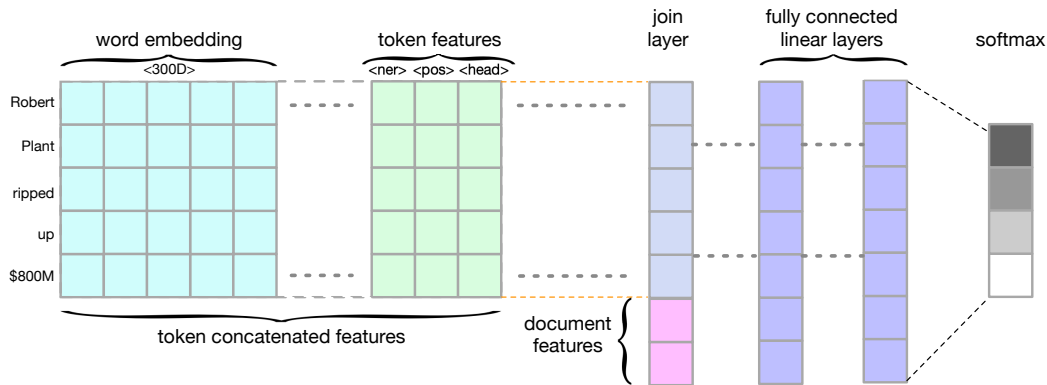 word embedding
<300D>
token features
<ner> <pos> <head>
join
layer
fully connected
linear layers
softmax
Robert
Plant
ripped
up
$800M
token concatenated features
document
features